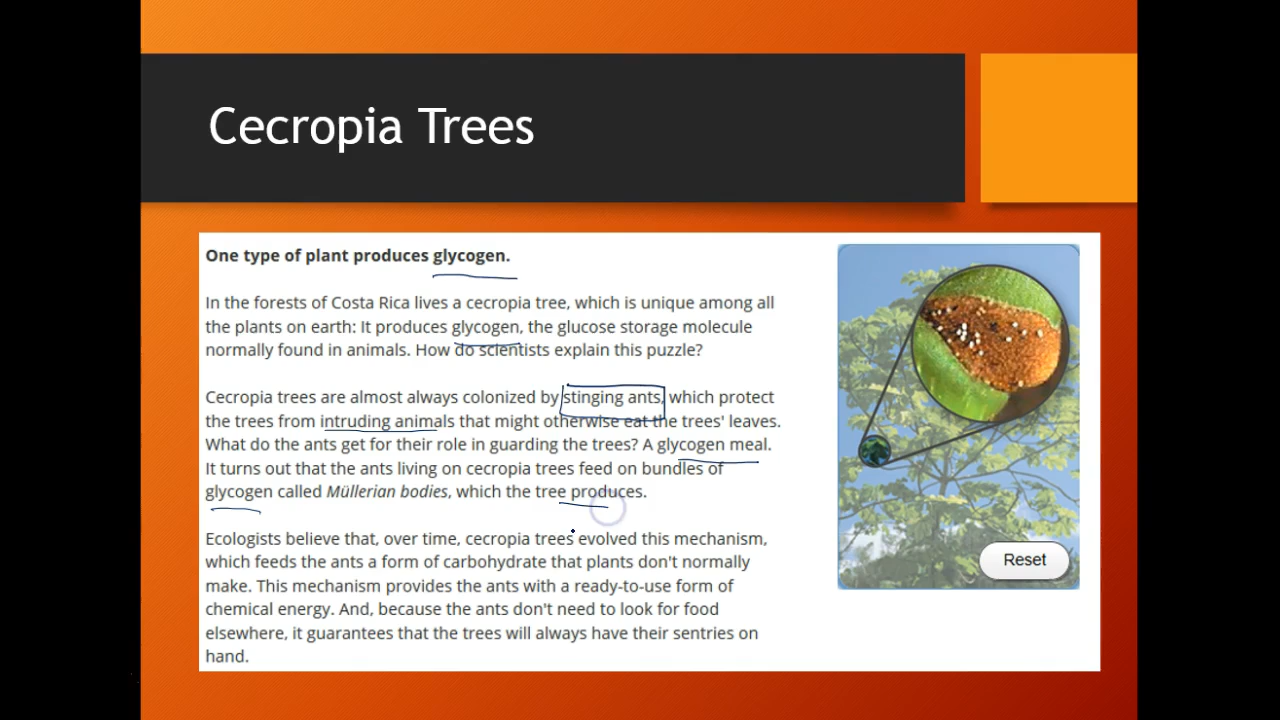 Cecropia Trees
One type of plant produces glycogen.
In the forests of Costa Rica lives a cecropia tree, which is unique among all
the plants on earth: It produces glycogen, the glucose storage molecule
normally found in animals. How do scientists explain this puzzle?
Cecropia trees are almost always colonized by stinging ants, which protect
the trees from intruding animals that might otherwise eat the trees' leaves.
What do the ants get for their role in guarding the trees? A glycogen meal.
It turns out that the ants living on cecropia trees feed on bundles of
glycogen called Müllerian bodies, which the tree produces.
Ecologists believe that, over time, cecropia trees evolved this mechanism,
which feeds the ants a form of carbohydrate that plants don't normally
make. This mechanism provides the ants with a ready-to-use form of
chemical energy. And, because the ants don't need to look for food
elsewhere, it guarantees that the trees will always have their sentries on
hand.
Reset